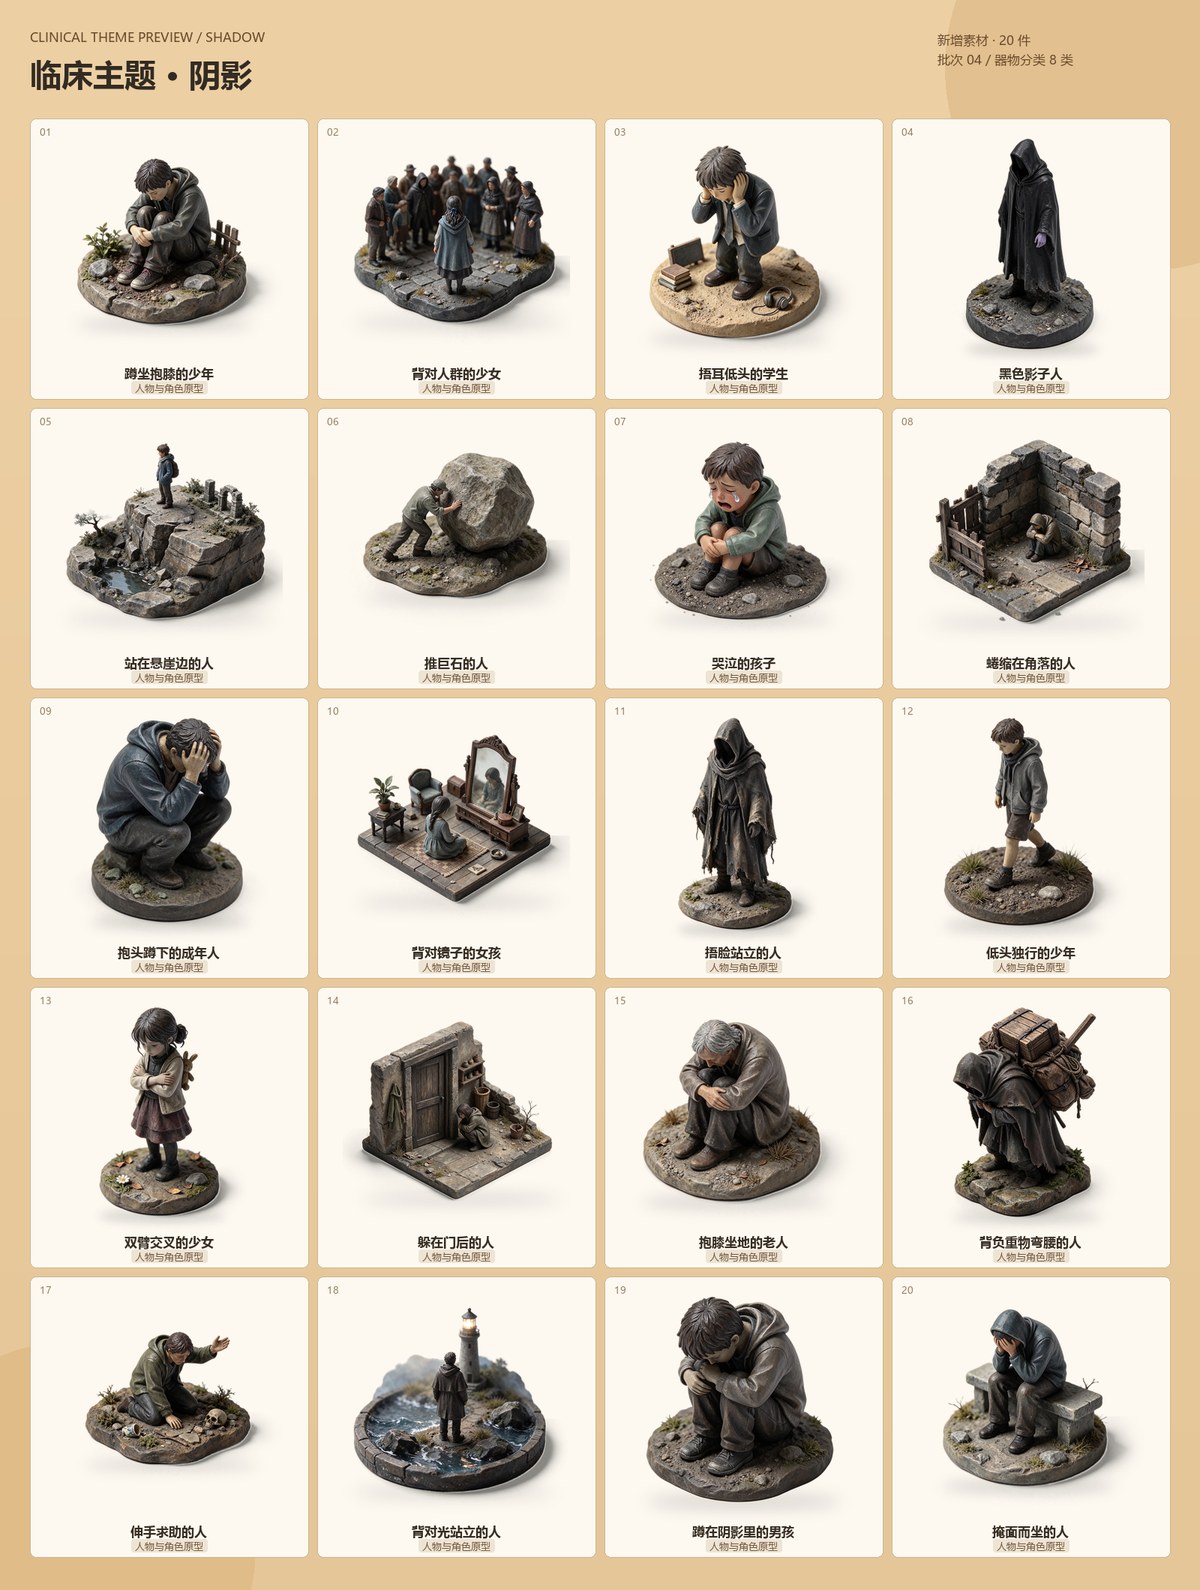 CLINICAL THEME PREVIEW / SHADOW
临床主题・阴影
新增素材 · 20 件
批次 04 / 器物分类 8 类
01
蹲坐抱膝的少年
人物与角色原型
02
背对人群的少女
人物与角色原型
03
捂耳低头的学生
人物与角色原型
04
黑色影子人
人物与角色原型
05
站在悬崖边的人
人物与角色原型
06
推巨石的人
人物与角色原型
07
哭泣的孩子
人物与角色原型
08
蜷缩在角落的人
人物与角色原型
09
抱头蹲下的成年人
人物与角色原型
10
背对镜子的女孩
人物与角色原型
11
捂脸站立的人
人物与角色原型
12
低头独行的少年
人物与角色原型
13
双臂交叉的少女
人物与角色原型
14
躲在门后的人
人物与角色原型
15
抱膝坐地的老人
人物与角色原型
16
背负重物弯腰的人
人物与角色原型
17
伸手求助的人
人物与角色原型
18
背对光站立的人
人物与角色原型
19
蹲在阴影里的男孩
人物与角色原型
20
掩面而坐的人
人物与角色原型